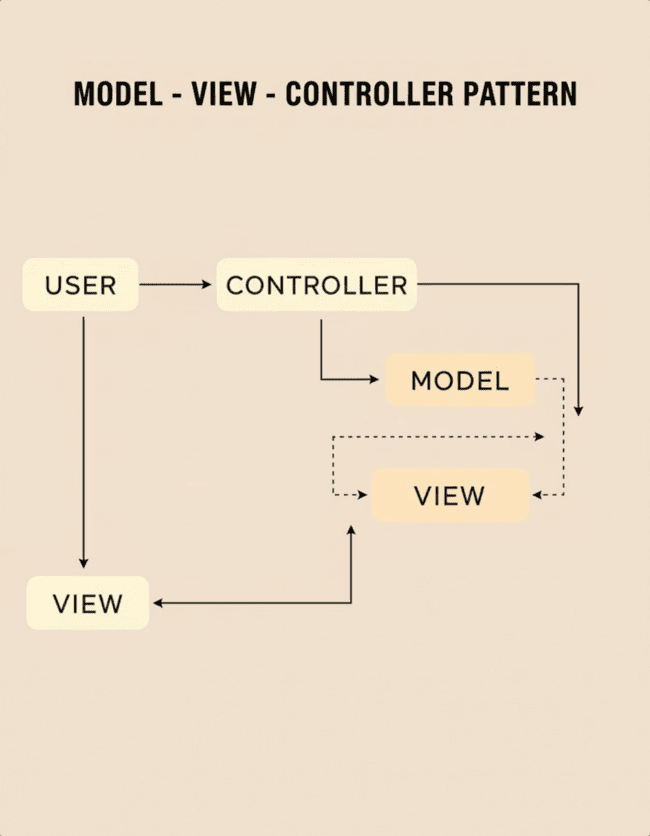 MODEL - VIEW - CONTROLLER PATTERN
USER
CONTROLLER
MODEL
VIEW
VIEW